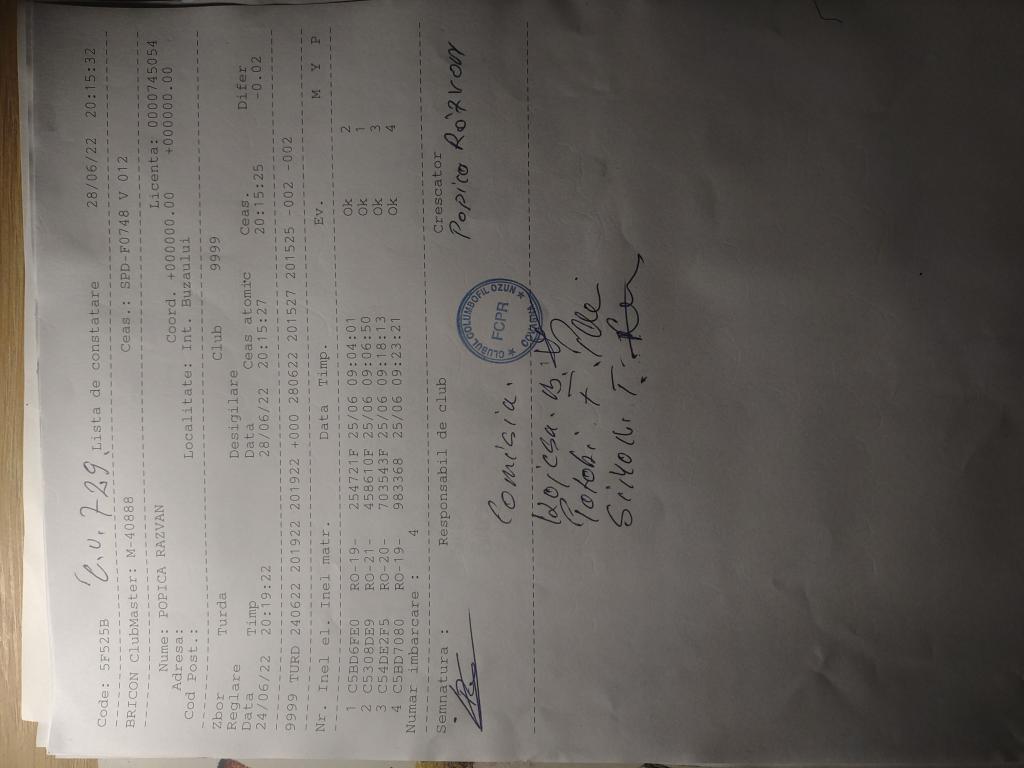 Code: 5F525B Lista de constatare 28/06/22 20:15:32
BRICON ClubMaster: M-40888 Ceas.: SPD-F0748 V 012
Nume: POPICA RAZVAN Licenta: 0000745054
Adresa: Coord. +000000.00 +000000.00
Cod Post.: Localitate: Int. Buzaului
Zbor Turda Club 9999
Reglare Desigilare
Data Timp Data Ceas atomic Ceas. Difer
24/06/22 20:19:22 28/06/22 20:15:27 20:15:25 -0.02
9999 TURD 240622 201922 201922 +000 280622 201527 201525 -002 -002
Nr. Inel el. Inel matr. Data Timp. Ev. M Y P
1 C5BD6FE0 RO-19- 254721F 25/06 09:04:01 Ok 2
2 C5308DE9 RO-21- 458610F 25/06 09:06:50 Ok 1
3 C54DE2F5 RO-20- 703543F 25/06 09:18:13 Ok 3
4 C5BD7080 RO-19- 983368 25/06 09:23:21 Ok 4
Numar imbarcare : 4
Semnatura : Responsabil de club Crescator
Comisia.
CLUBUL COLUMBOFIL OZUN
FCPR
COVASNA